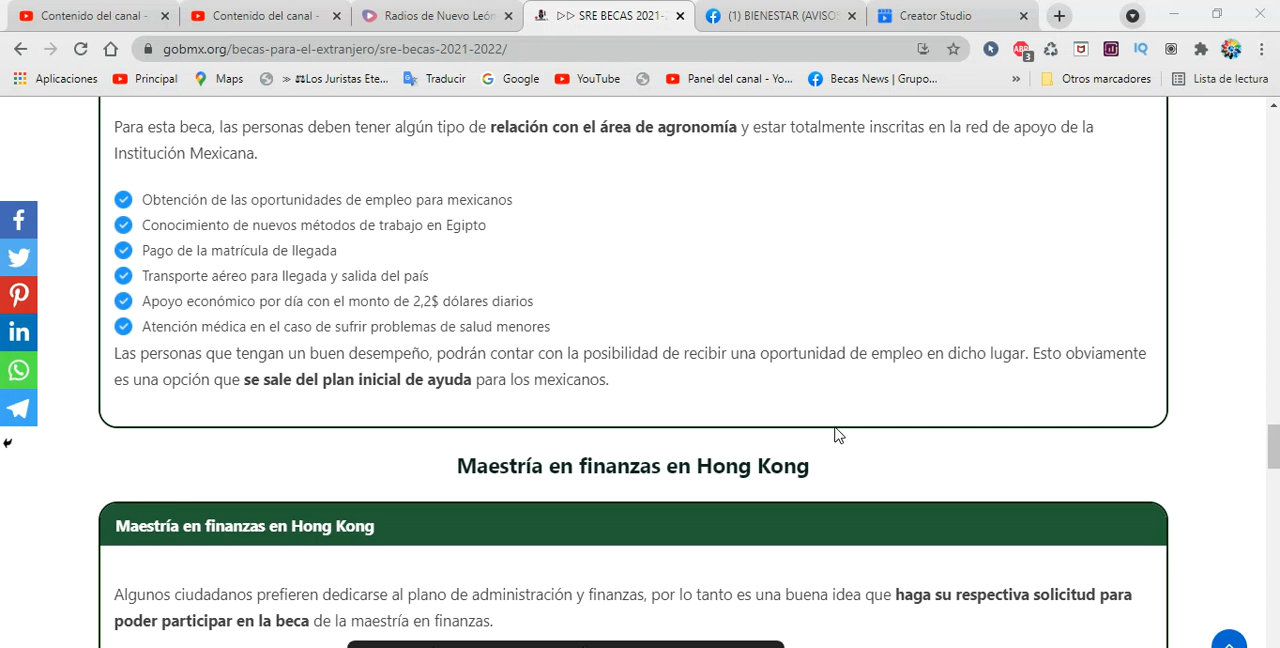 Contenido del canal -
Contenido del canal -
Radios de Nuevo León
▷▷ SRE BECAS 2021-
(1) BIENESTAR (AVISOS
Creator Studio
gobmx.org/becas-para-el-extranjero/sre-becas-2021-2022/
ABP
3
IQ
Aplicaciones
Principal
Maps
» ⚖Los Juristas Ete...
Traducir
Google
YouTube
Panel del canal - Yo...
Becas News | Grupo...
»
Otros marcadores
Lista de lectura
Para esta beca, las personas deben tener algún tipo de relación con el área de agronomía y estar totalmente inscritas en la red de apoyo de la
Institución Mexicana.
Obtención de las oportunidades de empleo para mexicanos
Conocimiento de nuevos métodos de trabajo en Egipto
Pago de la matrícula de llegada
Transporte aéreo para llegada y salida del país
Apoyo económico por día con el monto de 2,2$ dólares diarios
Atención médica en el caso de sufrir problemas de salud menores
Las personas que tengan un buen desempeño, podrán contar con la posibilidad de recibir una oportunidad de empleo en dicho lugar. Esto obviamente
es una opción que se sale del plan inicial de ayuda para los mexicanos.
Maestría en finanzas en Hong Kong
Maestría en finanzas en Hong Kong
Algunos ciudadanos prefieren dedicarse al plano de administración y finanzas, por lo tanto es una buena idea que haga su respectiva solicitud para
poder participar en la beca de la maestría en finanzas.